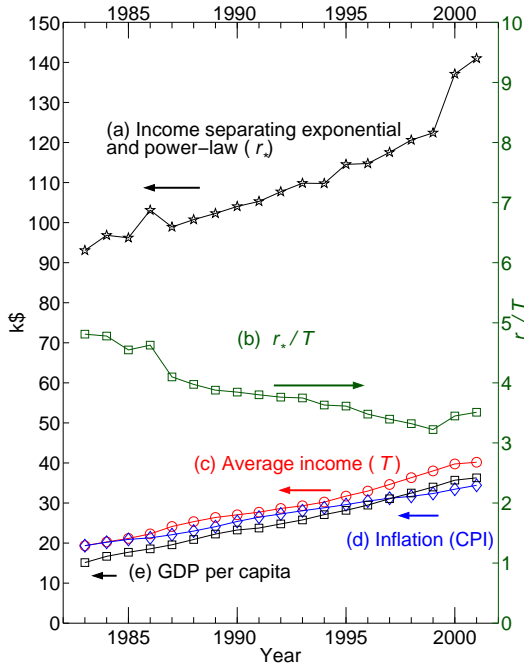 1985 1990 1995 2000
k$
150
140
130
120
110
100
90
80
70
60
50
40
30
20
10
0
10
9
8
7
6
5
4
3
2
1
0
r*/T
(a) Income separating exponential
and power−law ( r* )
(b) r*/T
(c) Average income ( T )
(d) Inflation (CPI)
(e) GDP per capita
1985 1990 1995 2000
Year